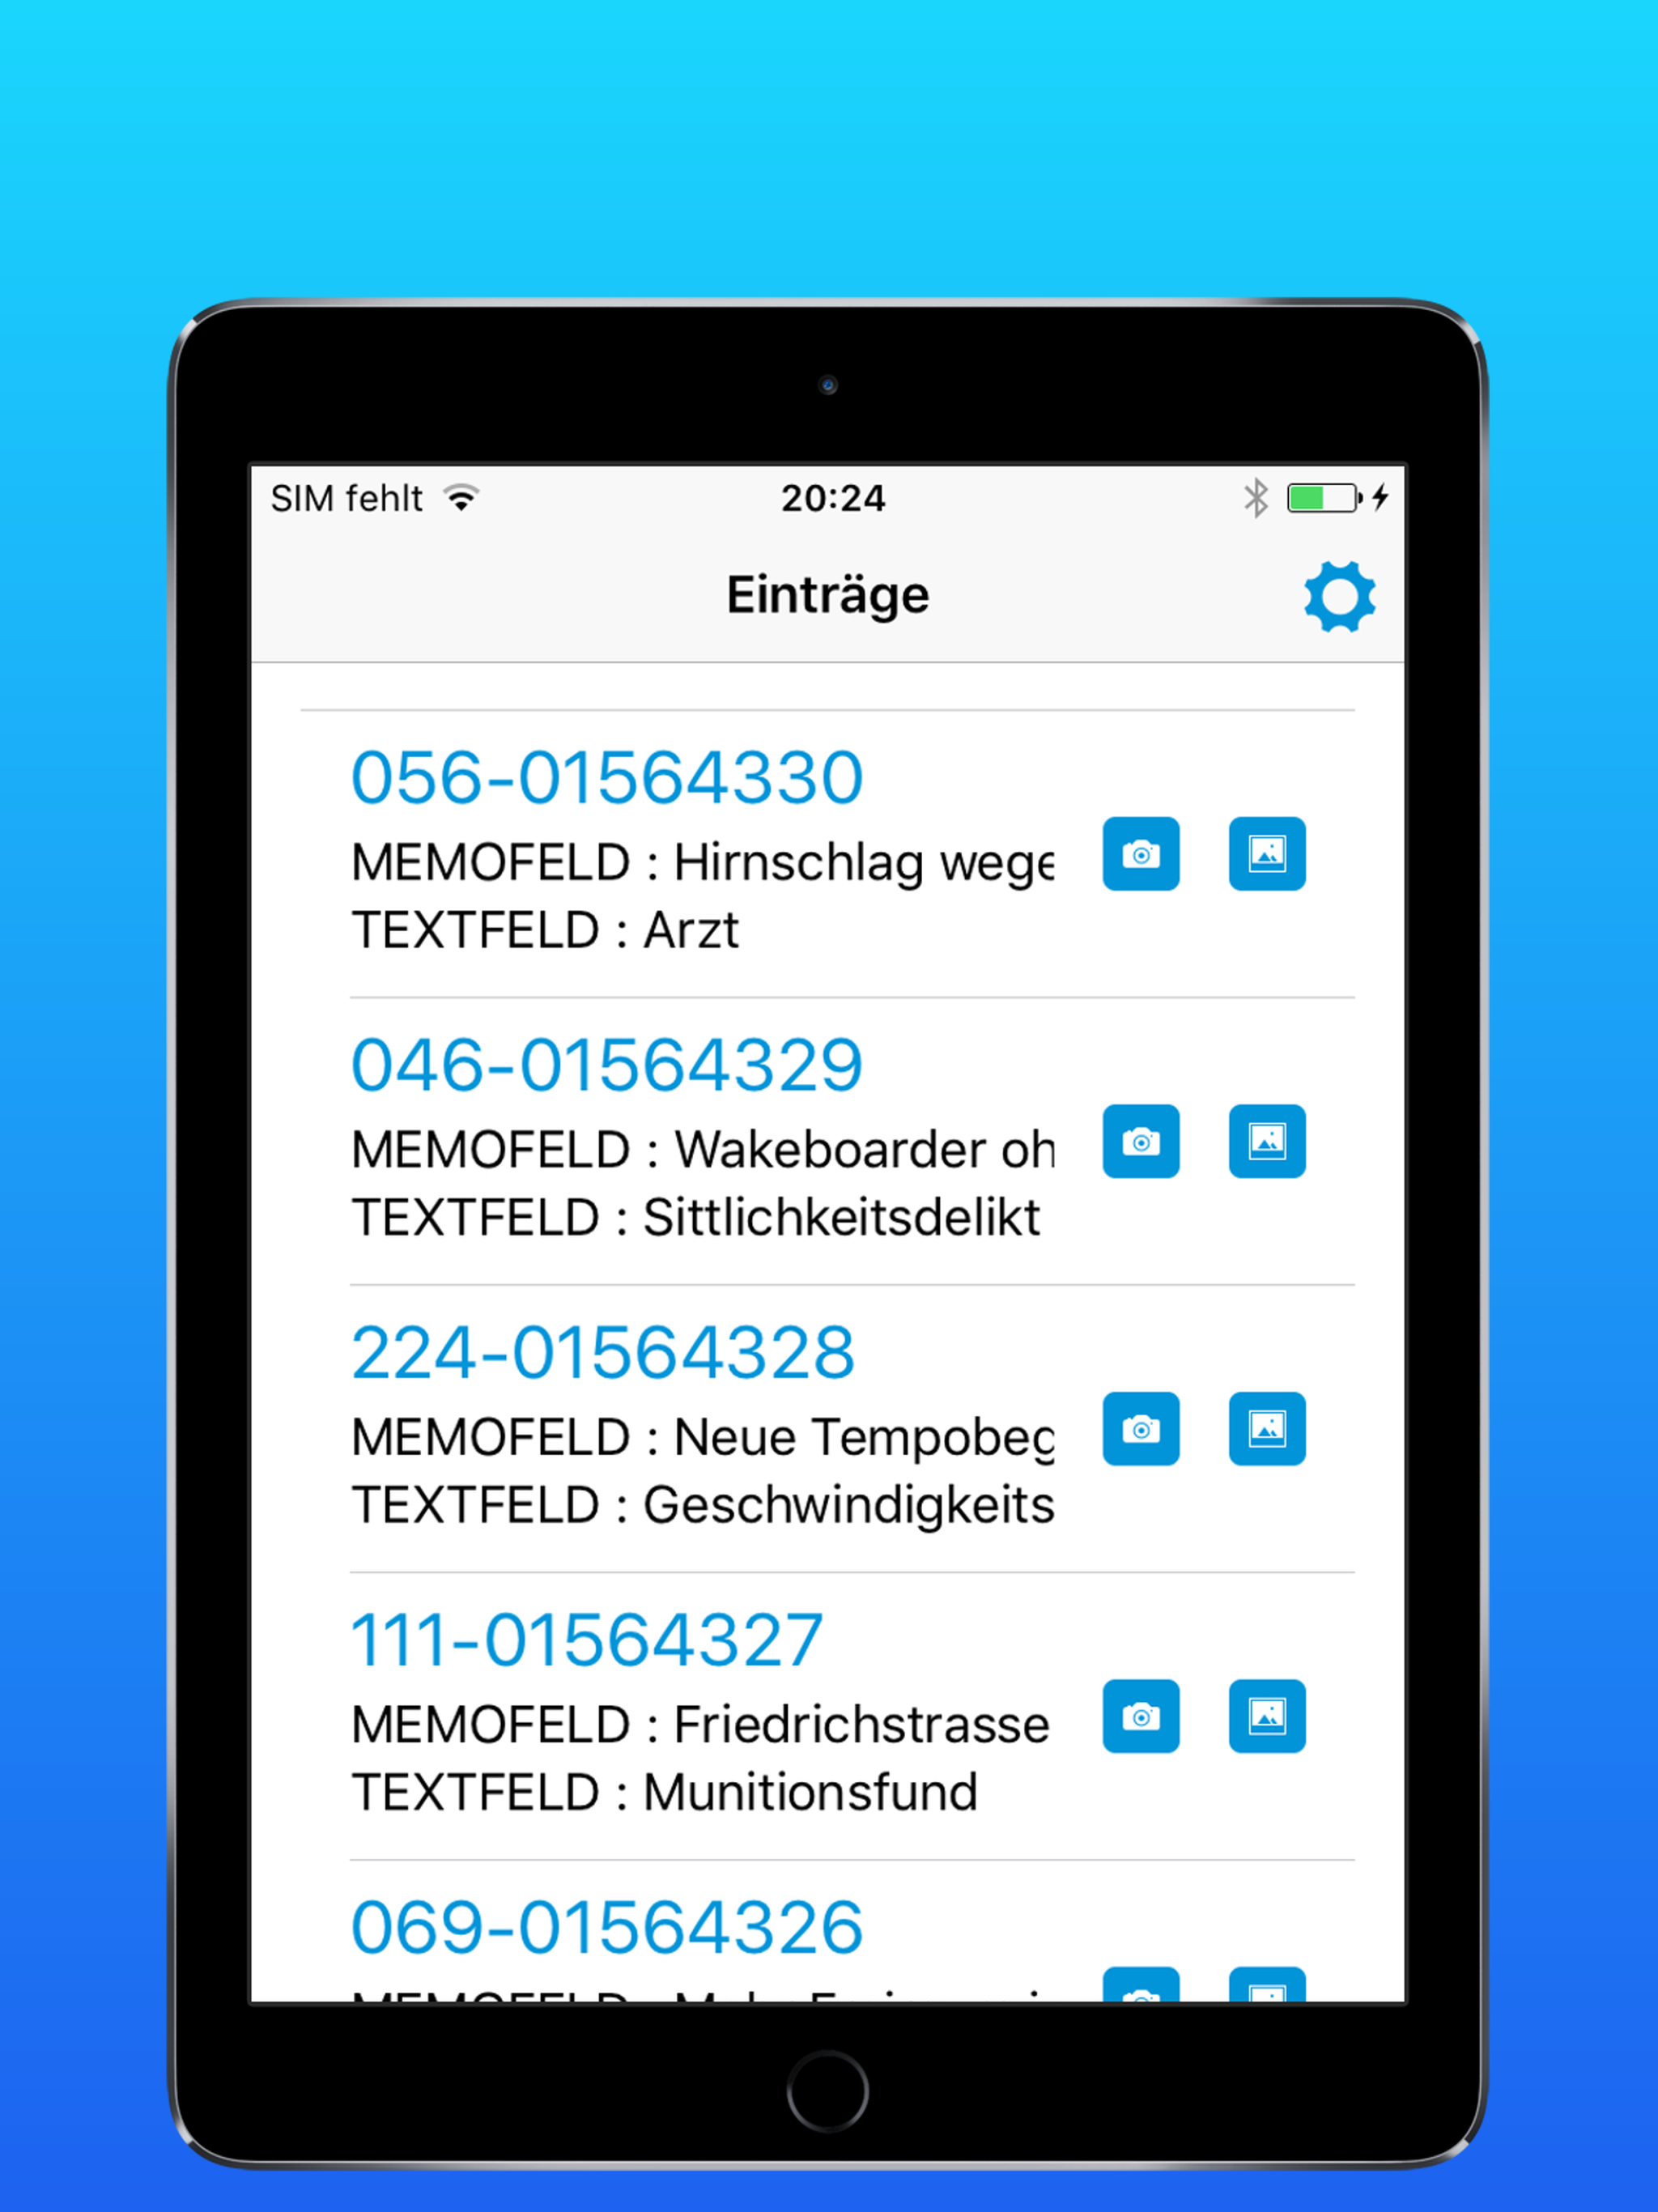 SIM fehlt 20:24
Einträge
056-01564330
MEMOFELD : Hirnschlag wege
TEXTFELD : Arzt
046-01564329
MEMOFELD : Wakeboarder oh
TEXTFELD : Sittlichkeitsdelikt
224-01564328
MEMOFELD : Neue Tempobeg
TEXTFELD : Geschwindigkeits
111-01564327
MEMOFELD : Friedrichstrasse
TEXTFELD : Munitionsfund
069-01564326
MEMOFELD :